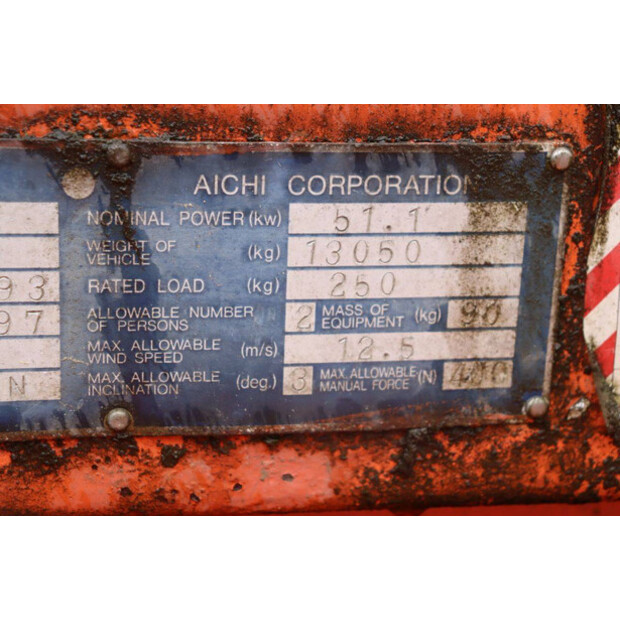 AICHI CORPORATION
NOMINAL POWER (kw) 51.1
WEIGHT OF VEHICLE (kg) 13050
93 RATED LOAD (kg) 250
97 ALLOWABLE NUMBER OF PERSONS 2 MASS OF EQUIPMENT (kg) 90
MAX. ALLOWABLE WIND SPEED (m/s) 12.5
N MAX. ALLOWABLE INCLINATION (deg.) 3 MAX. ALLOWABLE MANUAL FORCE (N)